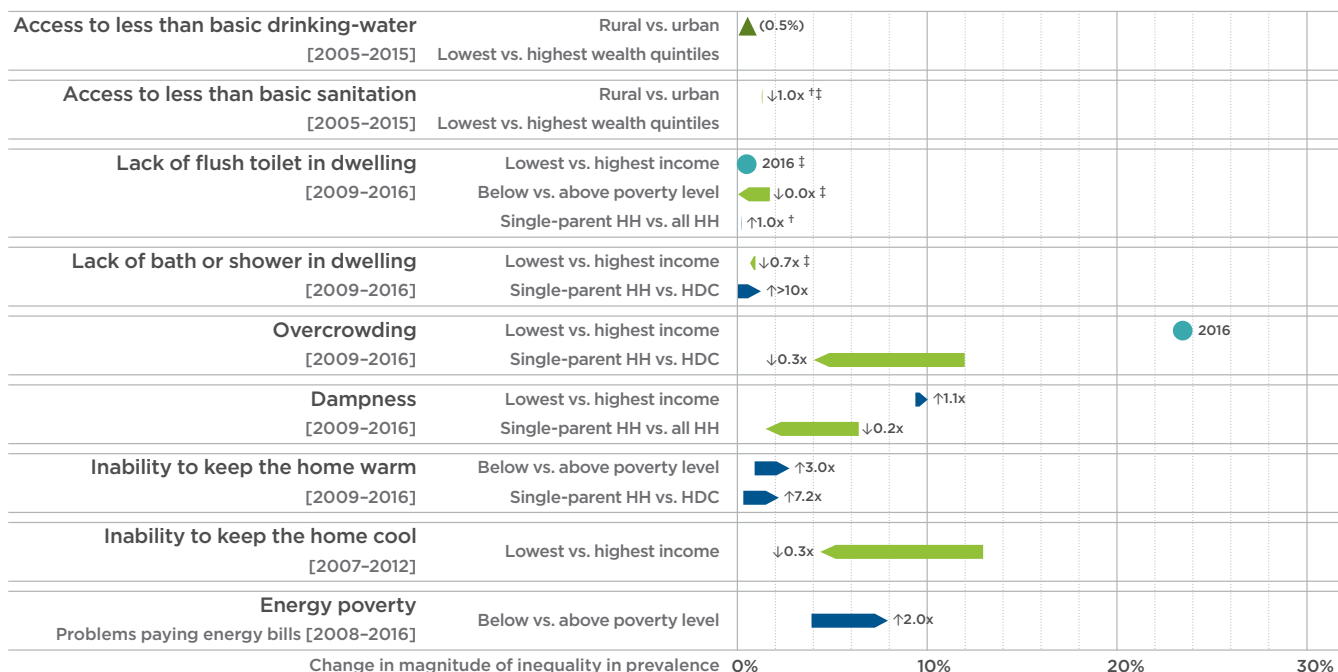 Access to less than basic drinking-water Rural vs. urban (0.5%)
[2005–2015] Lowest vs. highest wealth quintiles
Access to less than basic sanitation Rural vs. urban ↓1.0x †‡
[2005–2015] Lowest vs. highest wealth quintiles
Lack of flush toilet in dwelling Lowest vs. highest income 2016 ‡
[2009–2016] Below vs. above poverty level ↓0.0x ‡
Single-parent HH vs. all HH ↑1.0x †
Lack of bath or shower in dwelling Lowest vs. highest income ↓0.7x ‡
[2009–2016] Single-parent HH vs. HDC ↑>10x
Overcrowding Lowest vs. highest income 2016
[2009–2016] Single-parent HH vs. HDC ↓0.3x
Dampness Lowest vs. highest income ↑1.1x
[2009–2016] Single-parent HH vs. all HH ↓0.2x
Inability to keep the home warm Below vs. above poverty level ↑3.0x
[2009–2016] Single-parent HH vs. HDC ↑7.2x
Inability to keep the home cool
Lowest vs. highest income ↓0.3x
[2007–2012]
Energy poverty
Below vs. above poverty level ↑2.0x
Problems paying energy bills [2008–2016]
Change in magnitude of inequality in prevalence 0% 10% 20% 30%